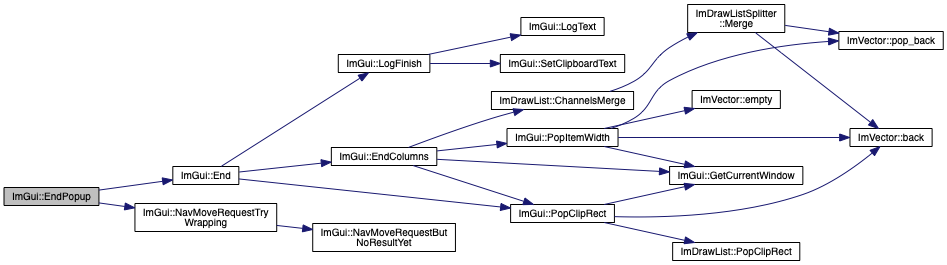 ImGui::EndPopup
ImGui::End
ImGui::NavMoveRequestTry
Wrapping
ImGui::LogFinish
ImGui::EndColumns
ImGui::NavMoveRequestBut
NoResultYet
ImGui::LogText
ImGui::SetClipboardText
ImDrawList::ChannelsMerge
ImGui::PopItemWidth
ImGui::PopClipRect
ImDrawListSplitter
::Merge
ImVector::empty
ImGui::GetCurrentWindow
ImDrawList::PopClipRect
ImVector::pop_back
ImVector::back